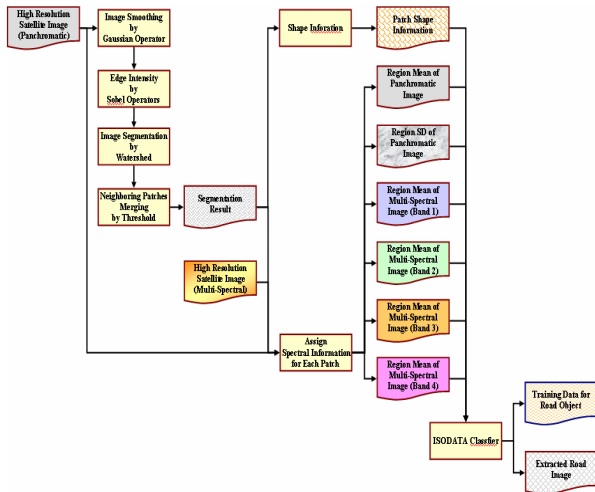 High Resolution
Satellite Image
(Panchromatic)
Image Smoothing
by
Gaussian Operator
Edge Intensity
by
Sobel Operators
Image Segmentation
by
Watershed
Neighboring Patches
Merging
by Threshold
Segmentation
Result
High Resolution
Satellite Image
(Multi-Spectral)
Shape Inforation
Assign
Spectral Information
for Each Patch
Patch Shape
Information
Region Mean of
Panchromatic
Image
Region SD of
Panchromatic
Image
Region Mean of
Multi-Spectral
Image (Band 1)
Region Mean of
Multi-Spectral
Image (Band 2)
Region Mean of
Multi-Spectral
Image (Band 3)
Region Mean of
Multi-Spectral
Image (Band 4)
ISODATA Classfier
Training Data for
Road Object
Extracted Road
Image